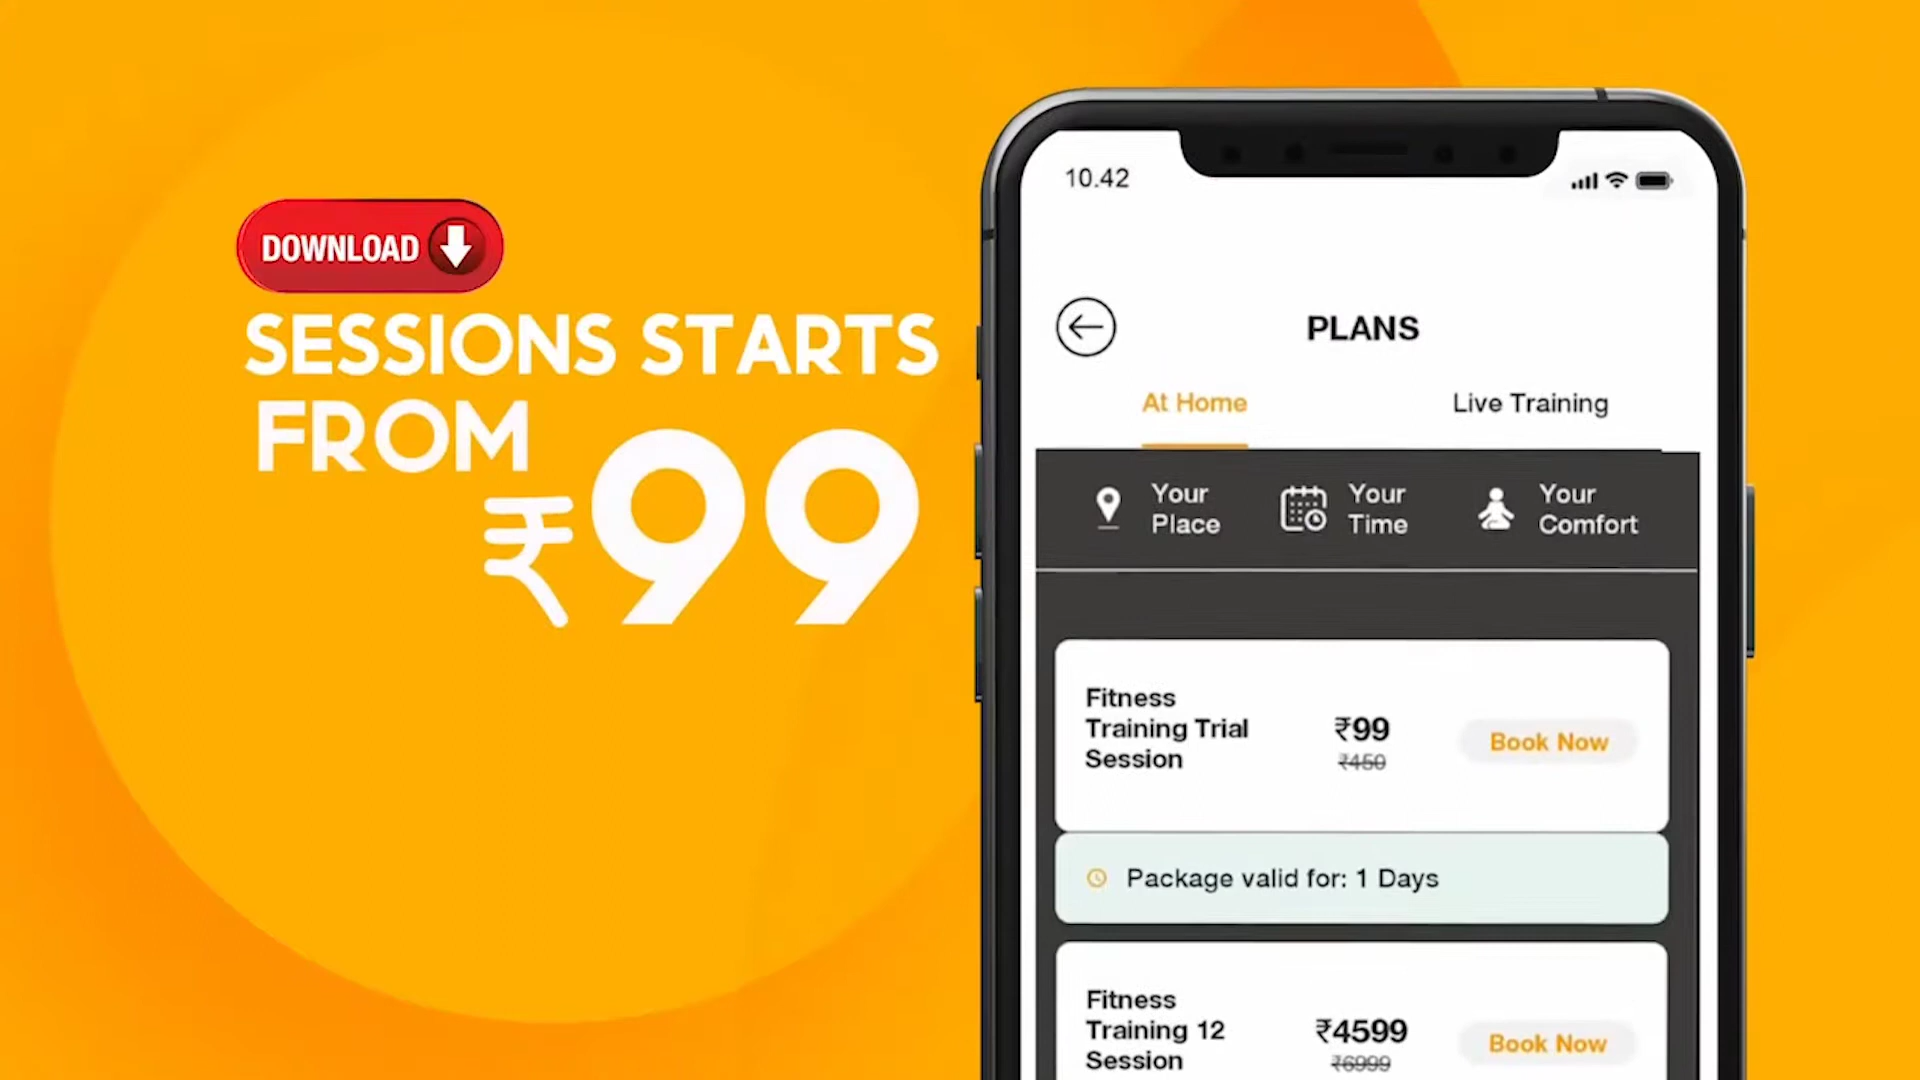 DOWNLOAD
SESSIONS STARTS
FROM
₹99
10.42
PLANS
At Home
Live Training
Your
Place
Your
Time
Your
Comfort
Fitness
Training Trial
Session
₹99
₹450
Book Now
Package valid for: 1 Days
Fitness
Training 12
Session
₹4599
₹6999
Book Now